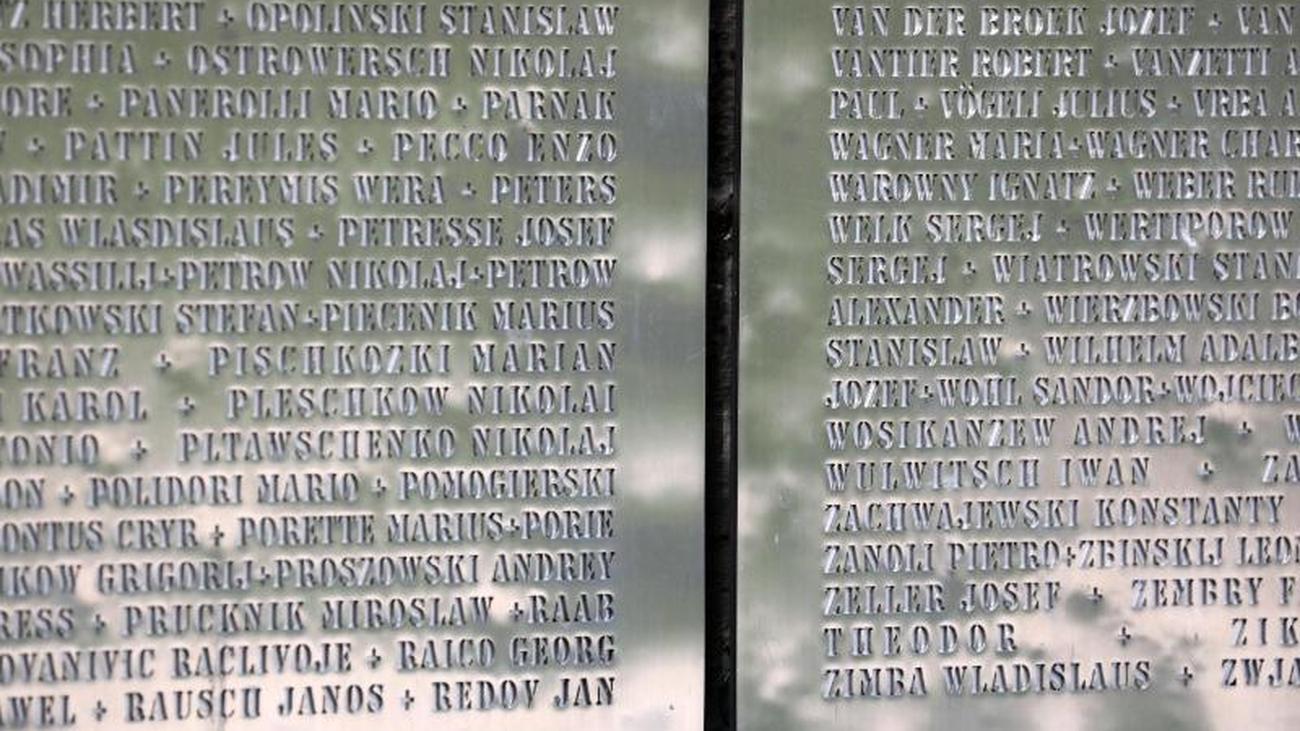 Z HERBERT + OPOLINSKI STANISLAW
SOPHIA + OSTROWERSCH NIKOLAJ
ORE + PANEROLLI MARIO + PARNAK
+ PATTIN JULES + PECCO ENZO
ADIMIR + PEREYMIS WERA + PETERS
AS WLASDISLAUS + PETRESSE JOSEF
WASSILIJ+PETROW NIKOLAJ+PETROW
TKOWSKI STEFAN+PIECENIK MARIUS
FRANZ + PISCHKOZKI MARIAN
KAROL + PLESCHKOW NIKOLAI
TONIO + PLTAWSCHENKO NIKOLAJ
ON + POLIDORI MARIO + POMOGIERSKI
ONTUS CRYR + PORETTE MARIUS+PORIE
IKOW GRIGORIJ+PROSZOWSKI ANDREY
RESS + PRUCKNIK MIROSLAW +RAAB
OVANIVIC RACLIVOJE + RAICO GEORG
AWEL + RAUSCH JANOS + REDOV JAN
VAN DER BROEK JOZEF + VAN
VANTIER ROBERT + VANZETTI A
PAUL + VÖGELI JULIUS + VRBA A
WAGNER MARIA+WAGNER CHAR
WAROWNY IGNATZ + WEBER RU
WELK SERGEJ + WERTIPOROW
SERGEJ + WIATROWSKI STAN
ALEXANDER + WIERZBOWSKI BO
STANISLAW + WILHELM ADALB
JOZEF+WOHL SANDOR+WOJCIEC
WOSIKANZEW ANDREJ + W
WULWITSCH IWAN + ZA
ZACHWAJEWSKI KONSTANTY
ZANOLI PIETRO+ZBINSKIJ LEON
ZELLER JOSEF + ZEMBRY F
THEODOR + ZIK
ZIMBA WLADISLAUS + ZWJA